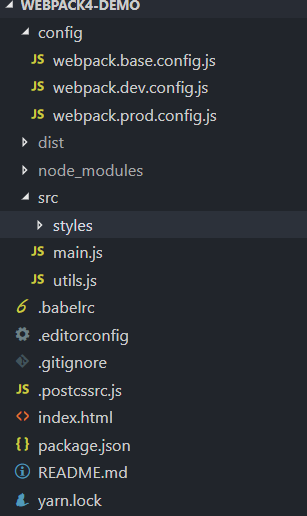 WEBPACK4-DEMO
config
JS webpack.base.config.js
JS webpack.dev.config.js
JS webpack.prod.config.js
dist
node_modules
src
styles
JS main.js
JS utils.js
.babelrc
.editorconfig
.gitignore
JS .postcssrc.js
<> index.html
{} package.json
README.md
yarn.lock